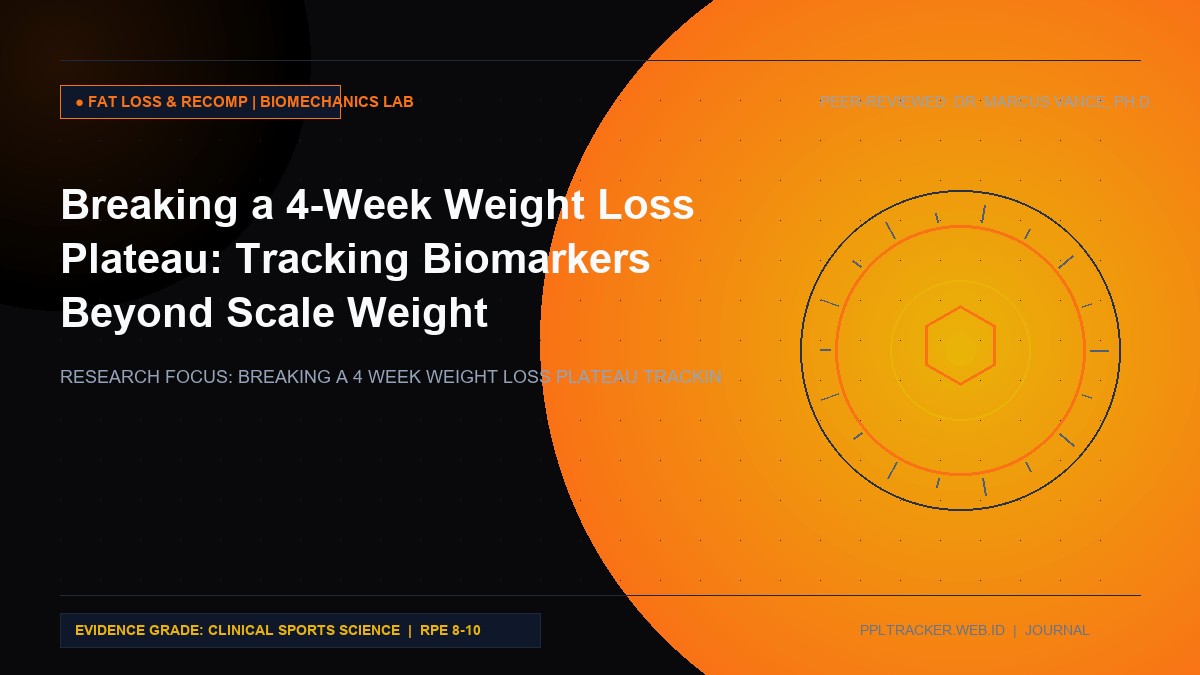 ● FAT LOSS & RECOMP | BIOMECHANICS LAB
PEER-REVIEWED: DR. MARCUS VANCE, PH.D
Breaking a 4-Week Weight Loss
Plateau: Tracking Biomarkers
Beyond Scale Weight
RESEARCH FOCUS: BREAKING A 4 WEEK WEIGHT LOSS PLATEAU TRACKIN
EVIDENCE GRADE: CLINICAL SPORTS SCIENCE | RPE 8-10
PPLTRACKER.WEB.ID | JOURNAL